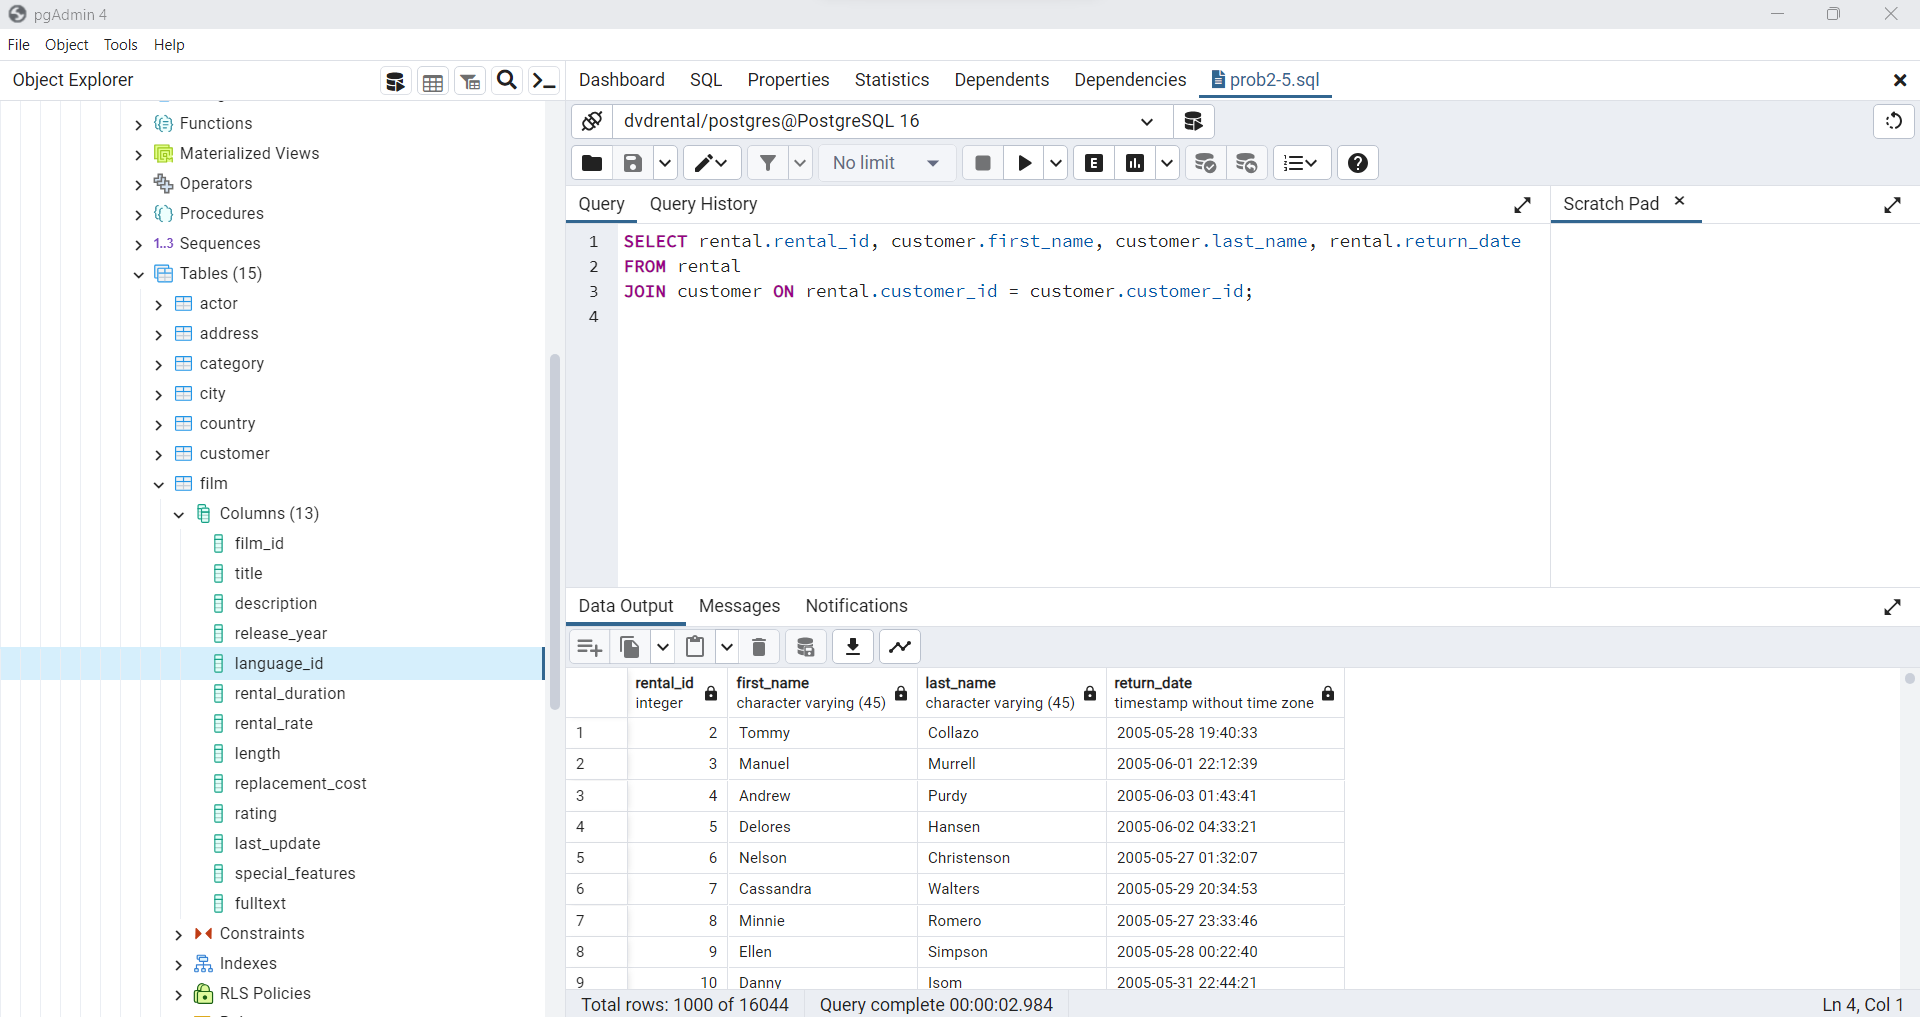 pgAdmin 4
File Object Tools Help
Object Explorer
Functions
Materialized Views
Operators
Procedures
1..3 Sequences
Tables (15)
actor
address
category
city
country
customer
film
Columns (13)
film_id
title
description
release_year
language_id
rental_duration
rental_rate
length
replacement_cost
rating
last_update
special_features
fulltext
Constraints
Indexes
RLS Policies
Dashboard SQL Properties Statistics Dependents Dependencies prob2-5.sql
dvdrental/postgres@PostgreSQL 16
No limit E
Query Query History
Scratch Pad
1 SELECT rental.rental_id, customer.first_name, customer.last_name, rental.return_date
2 FROM rental
3 JOIN customer ON rental.customer_id = customer.customer_id;
4
Data Output Messages Notifications
rental_id first_name last_name return_date
integer character varying (45) character varying (45) timestamp without time zone
1 2 Tommy Collazo 2005-05-28 19:40:33
2 3 Manuel Murrell 2005-06-01 22:12:39
3 4 Andrew Purdy 2005-06-03 01:43:41
4 5 Delores Hansen 2005-06-02 04:33:21
5 6 Nelson Christenson 2005-05-27 01:32:07
6 7 Cassandra Walters 2005-05-29 20:34:53
7 8 Minnie Romero 2005-05-27 23:33:46
8 9 Ellen Simpson 2005-05-28 00:22:40
9 10 Danny Isom 2005-05-31 22:44:21
Total rows: 1000 of 16044 Query complete 00:00:02.984 Ln 4, Col 1